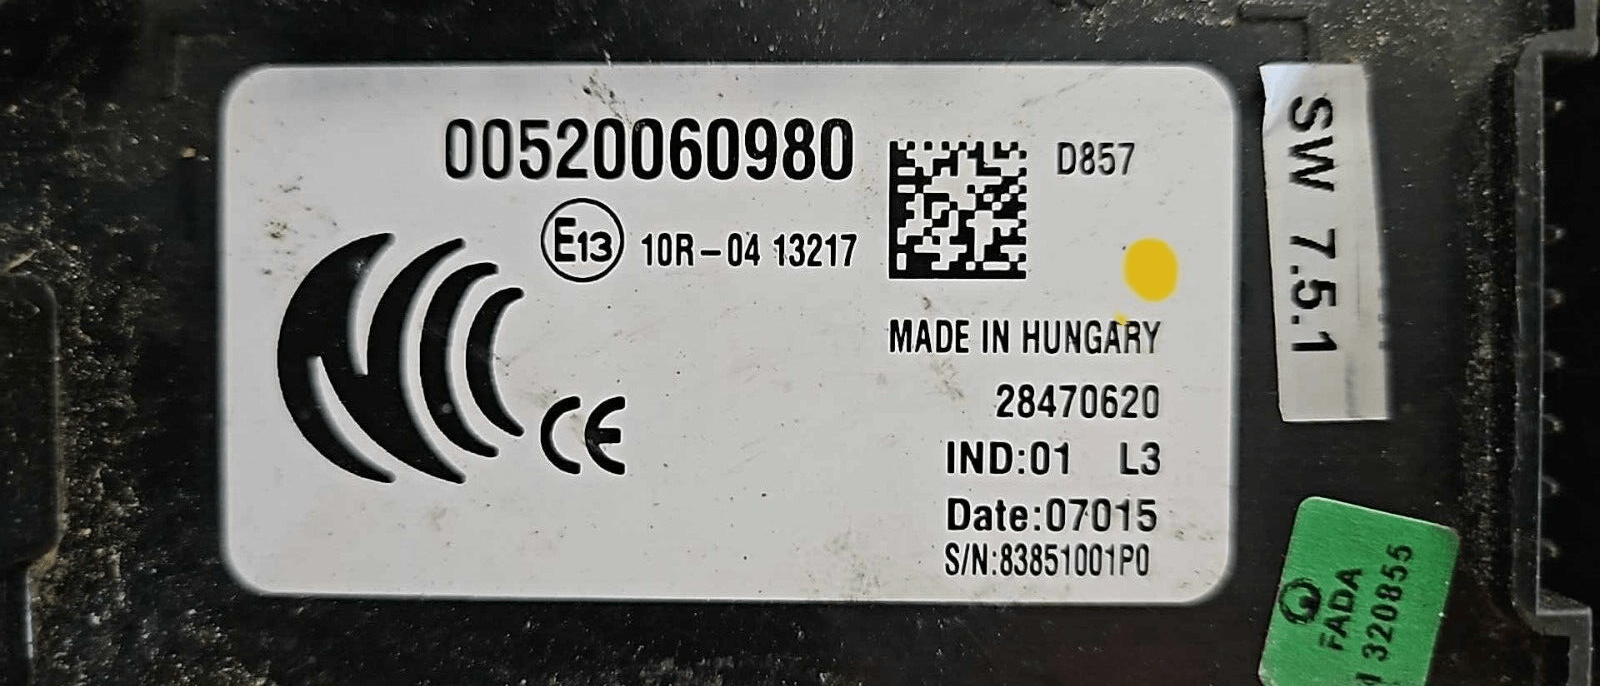 00520060980
D857
E13 10R-04 13217
CE
MADE IN HUNGARY
28470620
IND:01 L3
Date:07015
S/N:83851001P0
SW 7.5.1
FADA
320855